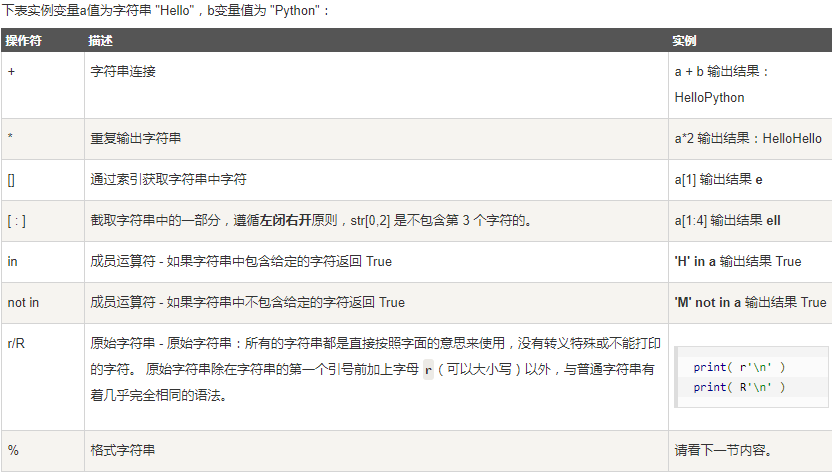 下表实例变量a值为字符串 "Hello"，b变量值为 "Python"：
操作符 描述 实例
+ 字符串连接 a + b 输出结果：
HelloPython
* 重复输出字符串 a*2 输出结果：HelloHello
[] 通过索引获取字符串中字符 a[1] 输出结果 e
[ : ] 截取字符串中的一部分，遵循左闭右开原则，str[0,2] 是不包含第 3 个字符的。 a[1:4] 输出结果 ell
in 成员运算符 - 如果字符串中包含给定的字符返回 True 'H' in a 输出结果 True
not in 成员运算符 - 如果字符串中不包含给定的字符返回 True 'M' not in a 输出结果 True
r/R 原始字符串 - 原始字符串：所有的字符串都是直接按照字面的意思来使用，没有转义特殊或不能打印
的字符。 原始字符串除在字符串的第一个引号前加上字母 r（可以大小写）以外，与普通字符串有
着几乎完全相同的语法。
print( r'\n' )
print( R'\n' )
% 格式字符串 请看下一节内容。